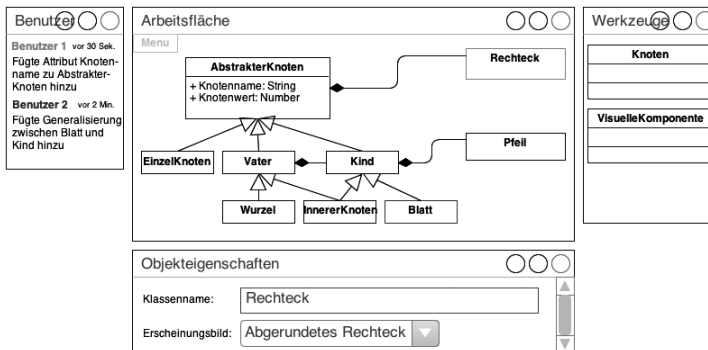 Benutzer
Benutzer 1 vor 30 Sek.
Fügte Attribut Knoten-
name zu Abstrakter-
Knoten hinzu
Benutzer 2 vor 2 Min.
Fügte Generalisierung
zwischen Blatt und
Kind hinzu
Arbeitsfläche
Menu
AbstrakterKnoten
+ Knotenname: String
+ Knotenwert: Number
Rechteck
EinzelKnoten
Vater
Kind
Pfeil
Wurzel
InnererKnoten
Blatt
Werkzeuge
Knoten
VisuelleKomponente
Objekteigenschaften
Klassenname:
Rechteck
Erscheinungsbild:
Abgerundetes Rechteck